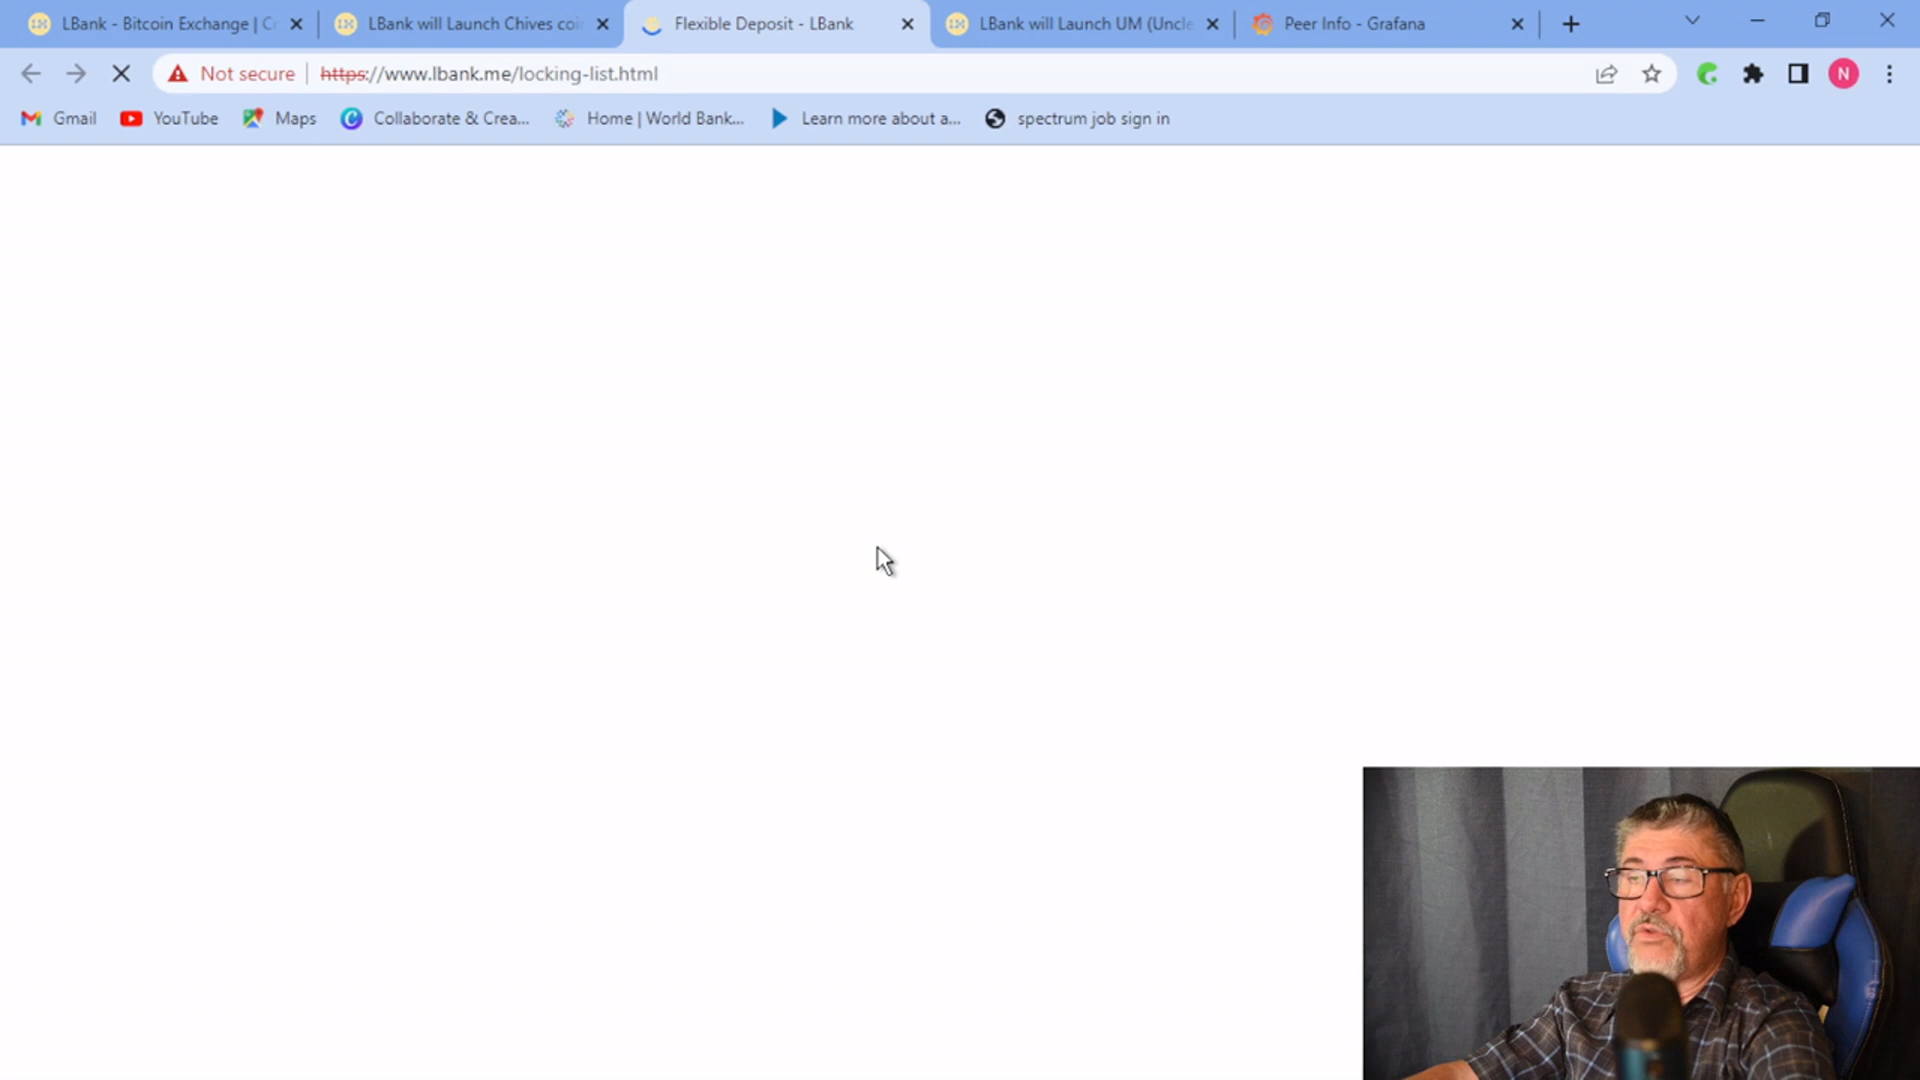 LBank - Bitcoin Exchange | C
LBank will Launch Chives coi
Flexible Deposit - LBank
LBank will Launch UM (Uncle
Peer Info - Grafana
Not secure
https://www.lbank.me/locking-list.html
N
Gmail
YouTube
Maps
Collaborate & Crea...
Home | World Bank...
Learn more about a...
spectrum job sign in